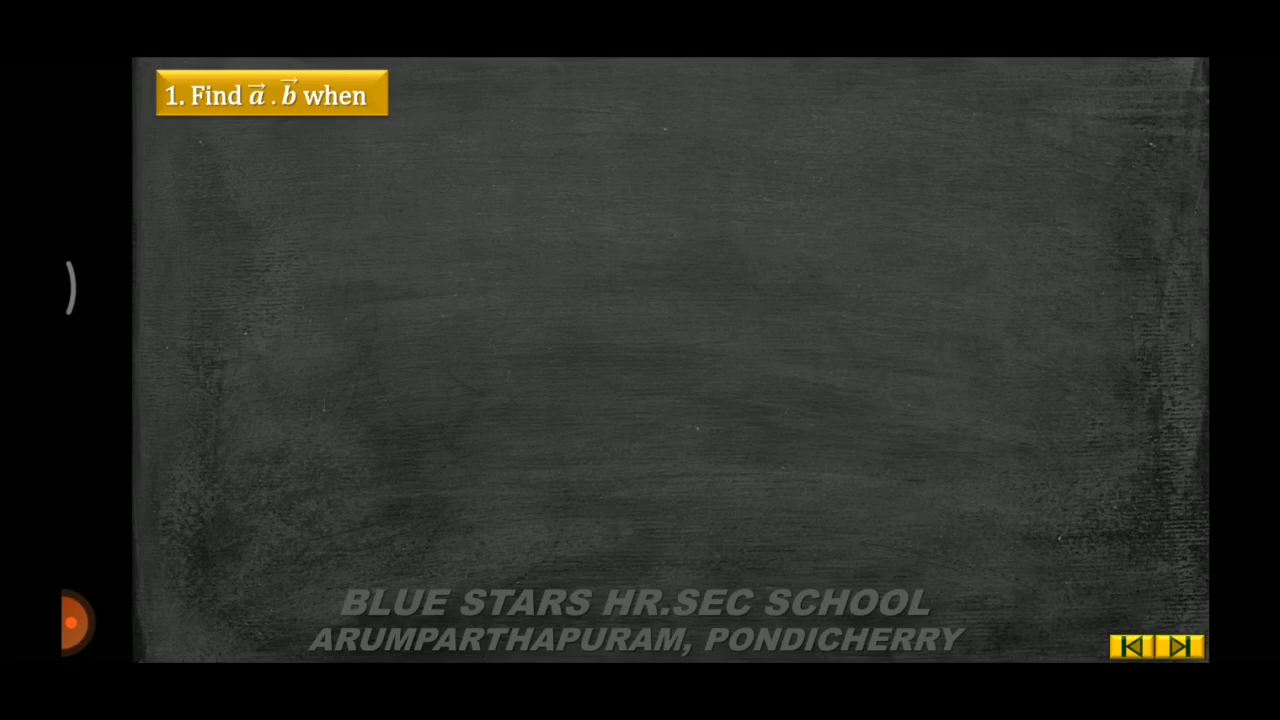 1. Find a⃗ . b⃗ when
BLUE STARS HR.SEC SCHOOL
ARUMPARTHAPURAM, PONDICHERRY